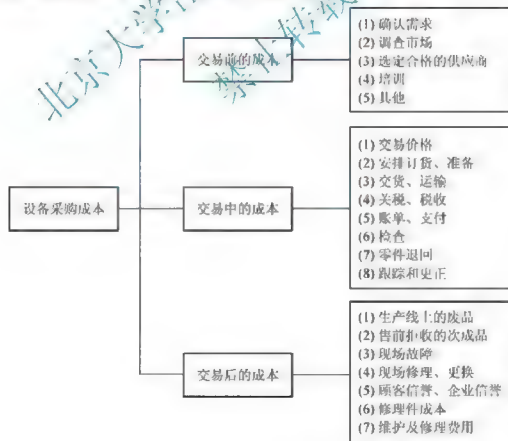 北京大学
禁止转载
(1) 确认需求
(2) 调查市场
(3) 选定合格的供应商
(4) 培训
(5) 其他
交易前的成本
(1) 交易价格
(2) 安排订货、准备
(3) 交货、运输
(4) 关税、税收
(5) 账单、支付
(6) 检查
(7) 零件退回
(8) 跟踪和更正
设备采购成本
交易中的成本
(1) 生产线上的废品
(2) 售前拒收的次成品
(3) 现场故障
(4) 现场修理、更换
(5) 顾客信誉、企业信誉
(6) 修理件成本
(7) 维护及修理费用
交易后的成本